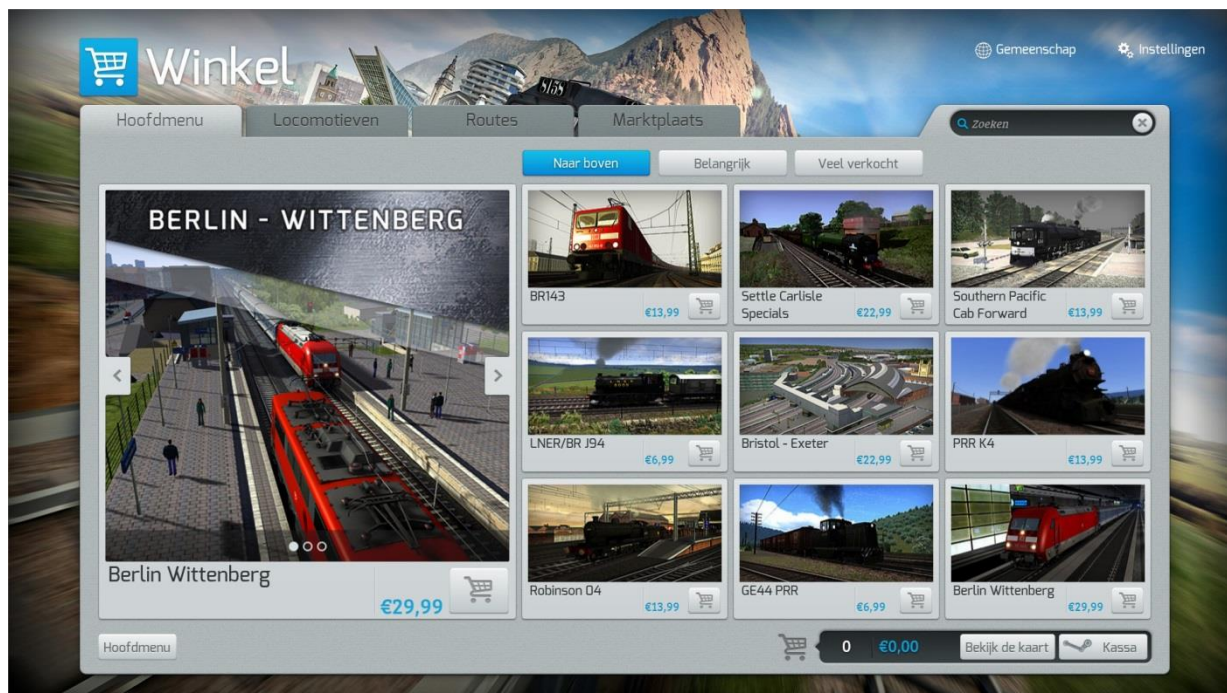 Winkel
Gemeenschap
Instellingen
Hoofdmenu
Locomotieven
Routes
Marktplaats
Zoeken
Naar boven
Belangrijk
Veel verkocht
BERLIN - WITTENBERG
Berlin Wittenberg
€29,99
BR143
€13,99
Settle Carlisle
Specials
€22,99
Southern Pacific
Cab Forward
€13,99
LNER/BR J94
€6,99
Bristol - Exeter
€22,99
PRR K4
€13,99
Robinson O4
€13,99
GE44 PRR
€6,99
Berlin Wittenberg
€29,99
Hoofdmenu
0
€0,00
Bekijk de kaart
Kassa